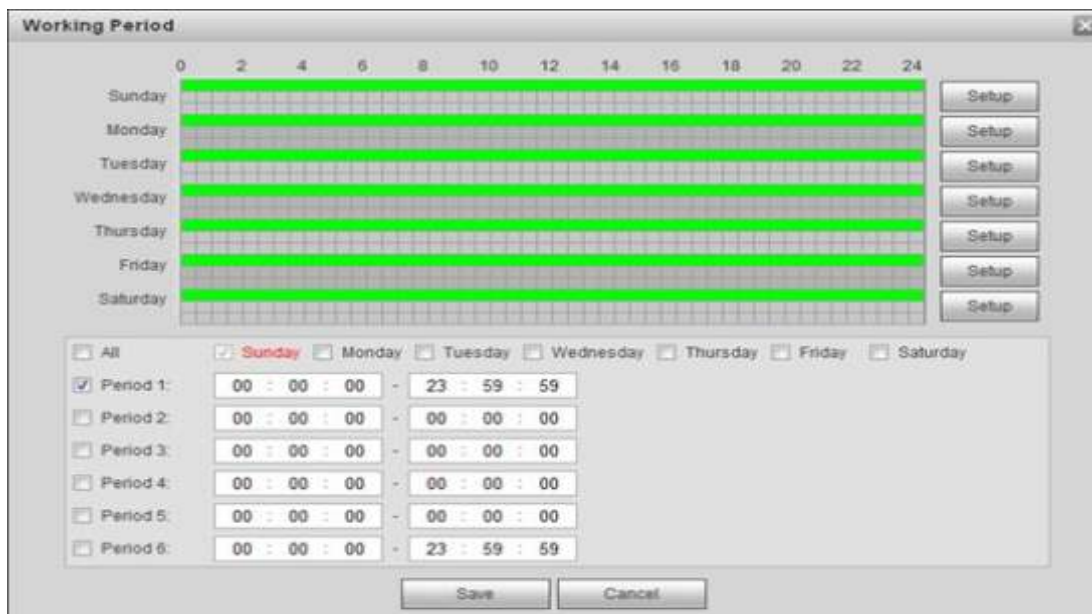 Working Period
0 2 4 6 8 10 12 14 16 18 20 22 24
Sunday Setup
Monday Setup
Tuesday Setup
Wednesday Setup
Thursday Setup
Friday Setup
Saturday Setup
All Sunday Monday Tuesday Wednesday Thursday Friday Saturday
Period 1: 00 : 00 : 00 - 23 : 59 : 59
Period 2: 00 : 00 : 00 - 00 : 00 : 00
Period 3: 00 : 00 : 00 - 00 : 00 : 00
Period 4: 00 : 00 : 00 - 00 : 00 : 00
Period 5: 00 : 00 : 00 - 00 : 00 : 00
Period 6: 00 : 00 : 00 - 23 : 59 : 59
Save Cancel